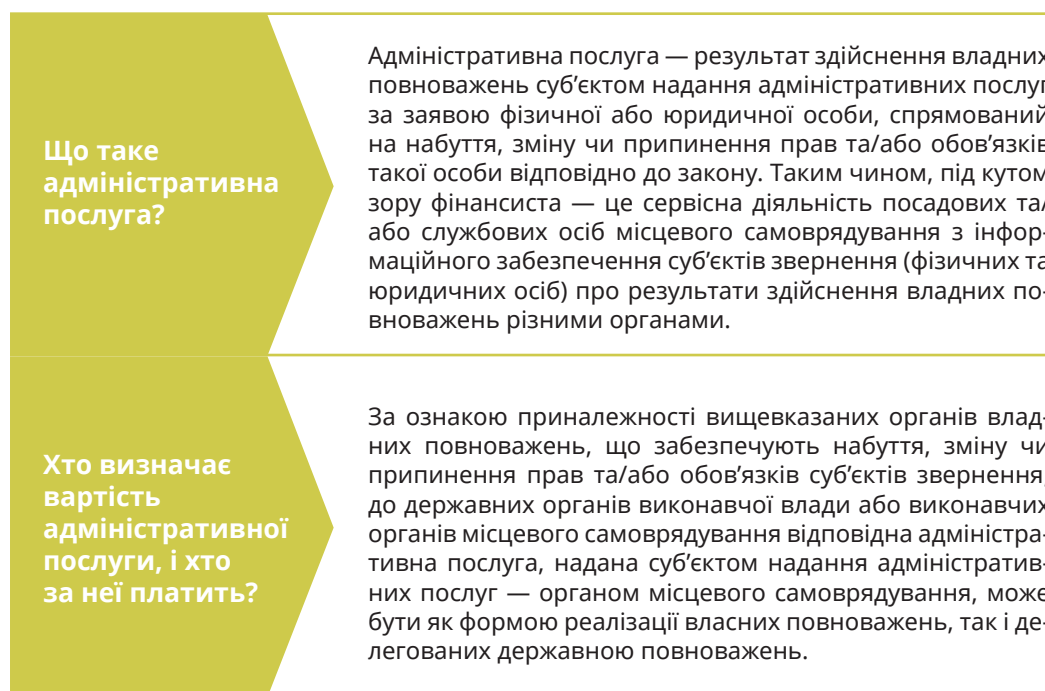 Що таке
адміністративна
послуга?
Адміністративна послуга — результат здійснення владних
повноважень суб’єктом надання адміністративних послуг
за заявою фізичної або юридичної особи, спрямований
на набуття, зміну чи припинення прав та/або обов’язків
такої особи відповідно до закону. Таким чином, під кутом
зору фінансиста — це сервісна діяльність посадових та/
або службових осіб місцевого самоврядування з інфор-
маційного забезпечення суб’єктів звернення (фізичних та
юридичних осіб) про результати здійснення владних по-
вноважень різними органами.
Хто визначає
вартість
адміністративної
послуги, і хто
за неї платить?
За ознакою приналежності вищевказаних органів влад-
них повноважень, що забезпечують набуття, зміну чи
припинення прав та/або обов’язків суб’єктів звернення,
до державних органів виконавчої влади або виконавчих
органів місцевого самоврядування відповідна адміністра-
тивна послуга, надана суб’єктом надання адміністратив-
них послуг — органом місцевого самоврядування, може
бути як формою реалізації власних повноважень, так і де-
легованих державною повноважень.